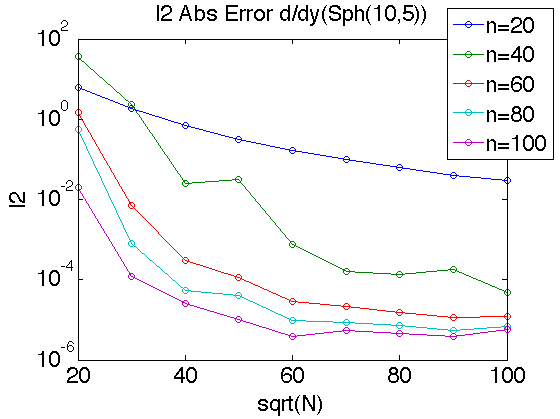 l2 Abs Error d/dy(Sph(10,5))
n=20
n=40
n=60
n=80
n=100
10^2
10^0
10^-2
10^-4
10^-6
l2
20 40 60 80 100
sqrt(N)